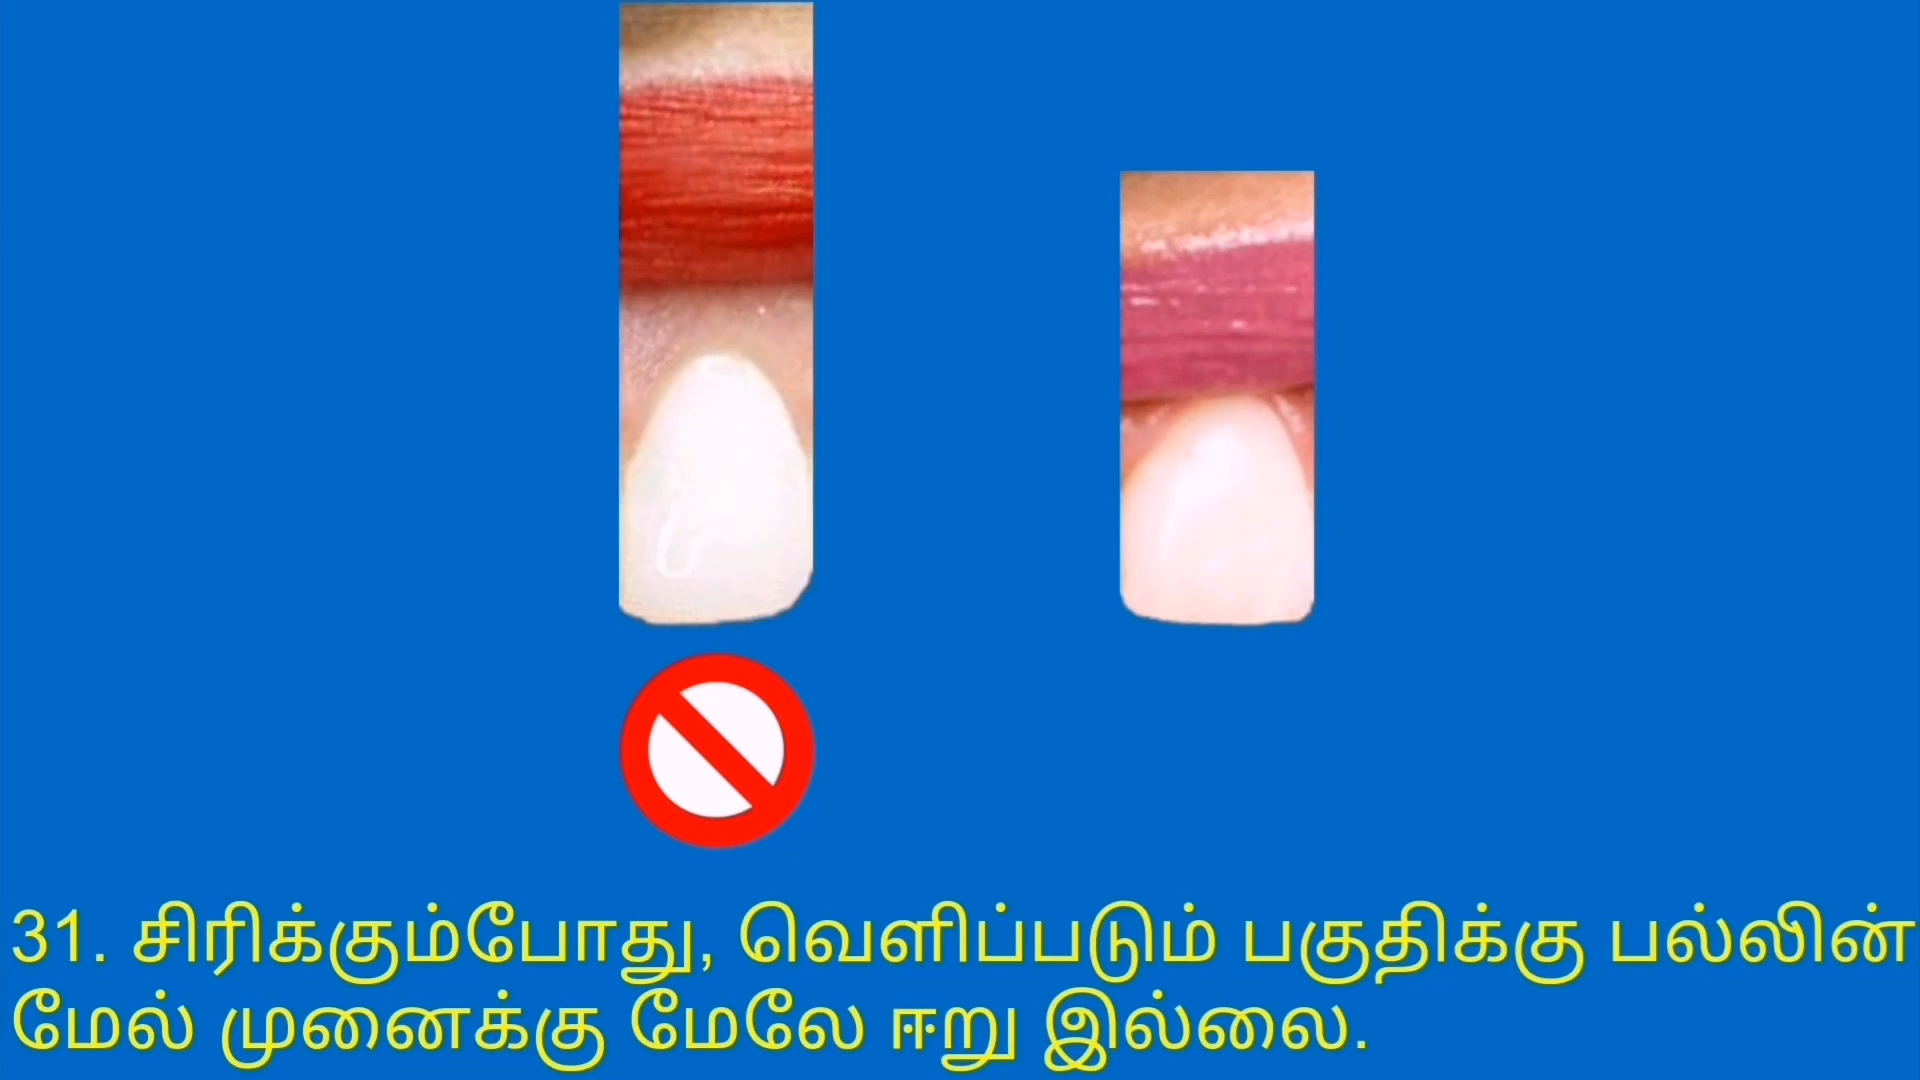 31. சிரிக்கும்போது, வெளிப்படும் பகுதிக்கு பல்லின்
மேல் முனைக்கு மேலே ஈறு இல்லை.